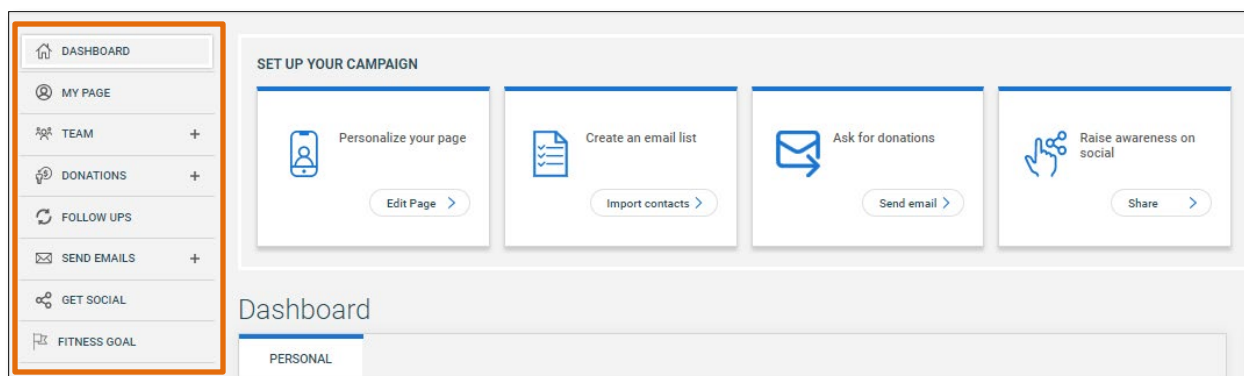 DASHBOARD
MY PAGE
TEAM +
DONATIONS +
FOLLOW UPS
SEND EMAILS +
GET SOCIAL
FITNESS GOAL
SET UP YOUR CAMPAIGN
Personalize your page
Edit Page >
Create an email list
Import contacts >
Ask for donations
Send email >
Raise awareness on
social
Share >
Dashboard
PERSONAL